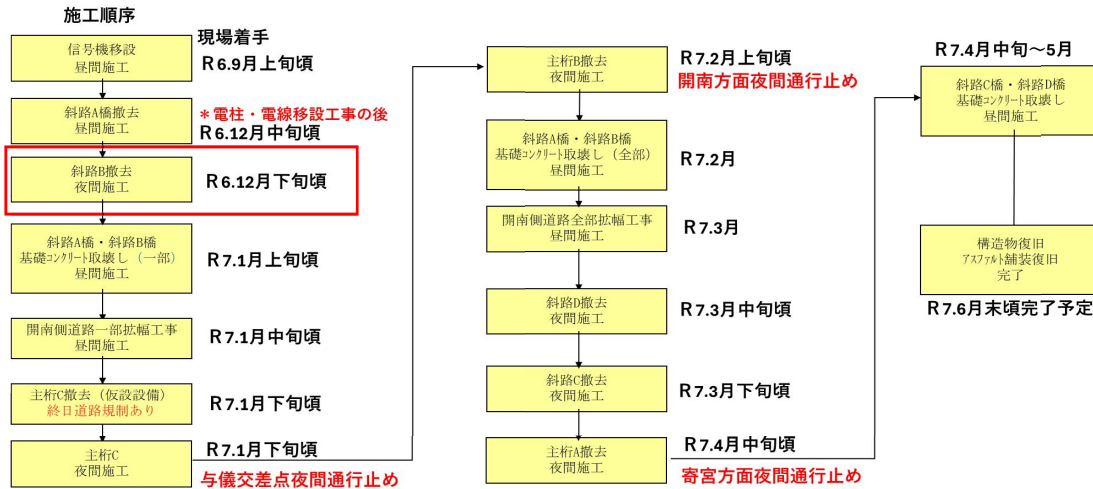 施工順序
信号機移設
昼間施工
現場着手
R6.9月上旬頃
斜路A橋撤去
昼間施工
＊電柱・電線移設工事の後
R6.12月中旬頃
斜路B撤去
夜間施工
R6.12月下旬頃
斜路A橋・斜路B橋
基礎コンクリート取壊し（一部）
昼間施工
R7.1月上旬頃
開南側道路一部拡幅工事
昼間施工
R7.1月中旬頃
主桁C撤去（仮設設備）
終日道路規制あり
R7.1月下旬頃
主桁C
夜間施工
R7.1月下旬頃
与儀交差点夜間通行止め
主桁B撤去
夜間施工
R7.2月上旬頃
開南方面夜間通行止め
斜路A橋・斜路B橋
基礎コンクリート取壊し（全部）
昼間施工
R7.2月
開南側道路全部拡幅工事
昼間施工
R7.3月
斜路D撤去
夜間施工
R7.3月中旬頃
斜路C撤去
夜間施工
R7.3月下旬頃
主桁A撤去
夜間施工
R7.4月中旬頃
寄宮方面夜間通行止め
R7.4月中旬～5月
斜路C橋・斜路D橋
基礎コンクリート取壊し
昼間施工
構造物復旧
アスファルト舗装復旧
完了
R7.6月末頃完了予定